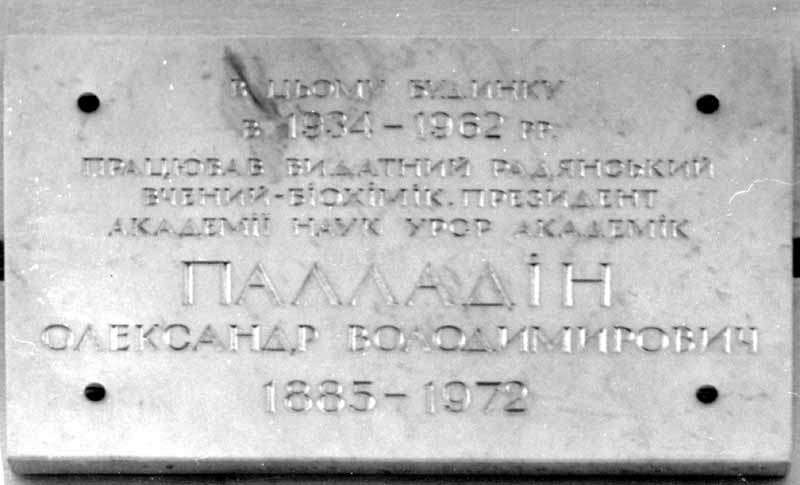 В ЦЬОМУ БУДИНКУ
В 1934-1962 РР.
ПРАЦЮВАВ ВИДАТНИЙ РАДЯНСЬКИЙ
ВЧЕНИЙ-БІОХІМІК. ПРЕЗИДЕНТ
АКАДЕМІЇ НАУК УРСР АКАДЕМІК
ПАЛЛАДІН
ОЛЕКСАНДР ВОЛОДИМИРОВИЧ
1885-1972